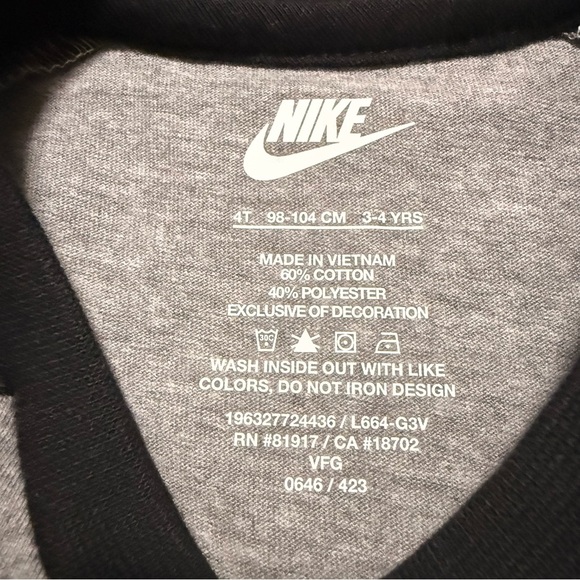 NIKE
4T 98-104 CM 3-4 YRS
MADE IN VIETNAM
60% COTTON
40% POLYESTER
EXCLUSIVE OF DECORATION
30C
WASH INSIDE OUT WITH LIKE
COLORS, DO NOT IRON DESIGN
196327724436 / L664-G3V
RN #81917 / CA #18702
VFG
0646 / 423